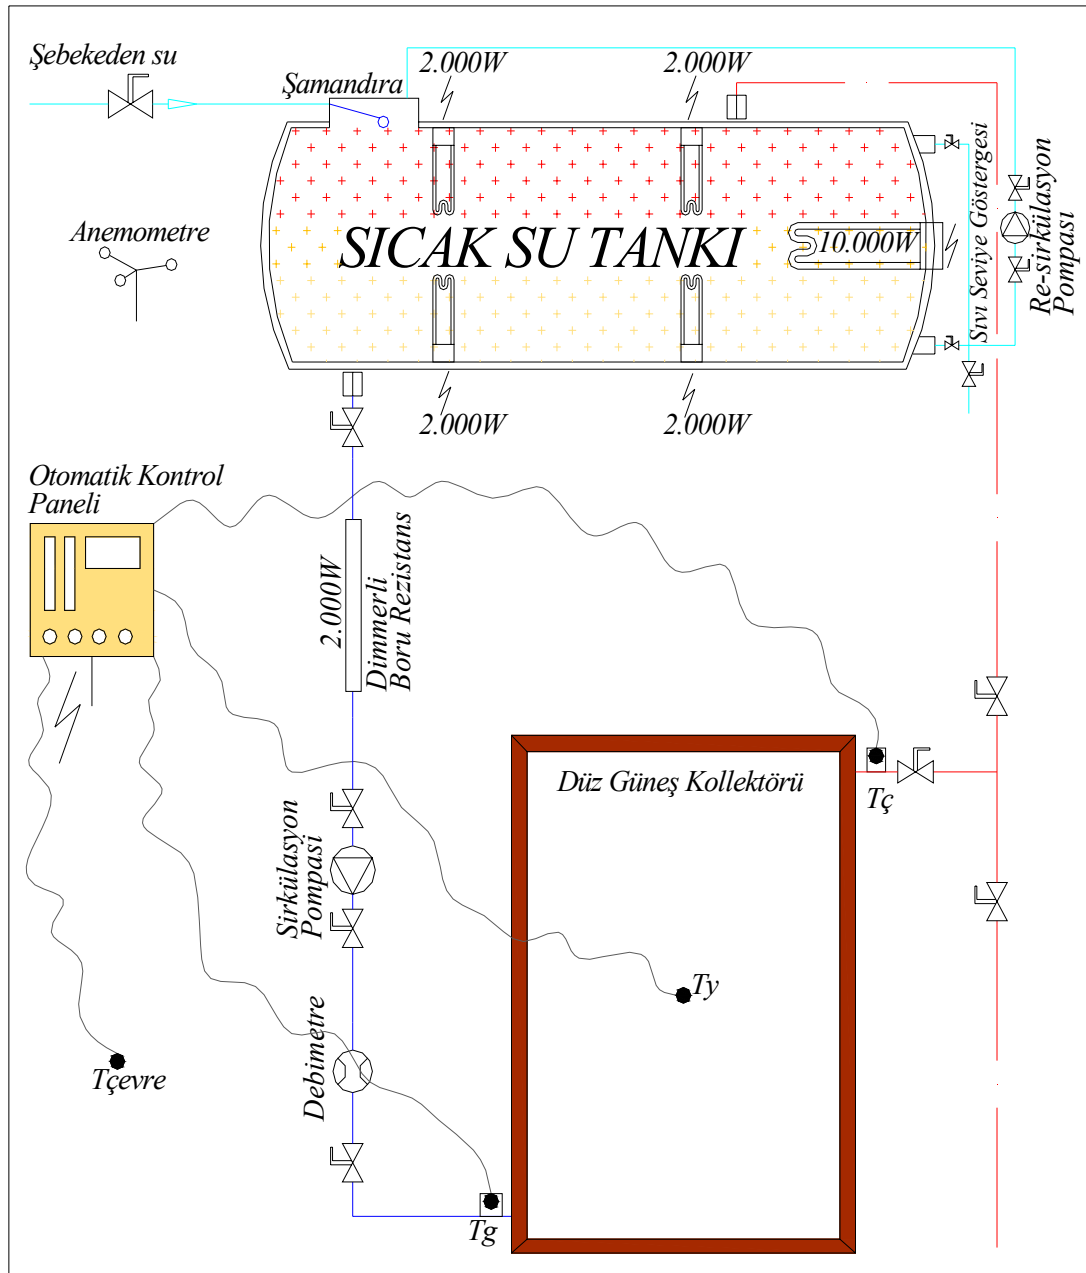 Şebekeden su
Şamandıra
2.000W
2.000W
Anemometre
SICAK SU TANKI
10.000W
Sıvı Seviye Göstergesi
Re-sirkülasyon
Pompası
2.000W
2.000W
Otomatik Kontrol
Paneli
2.000W
Dimmerli
Boru Rezistans
Düz Güneş Kollektörü
Tç
Sirkülasyon
Pompasi
Ty
Debimetre
Tçevre
Tg